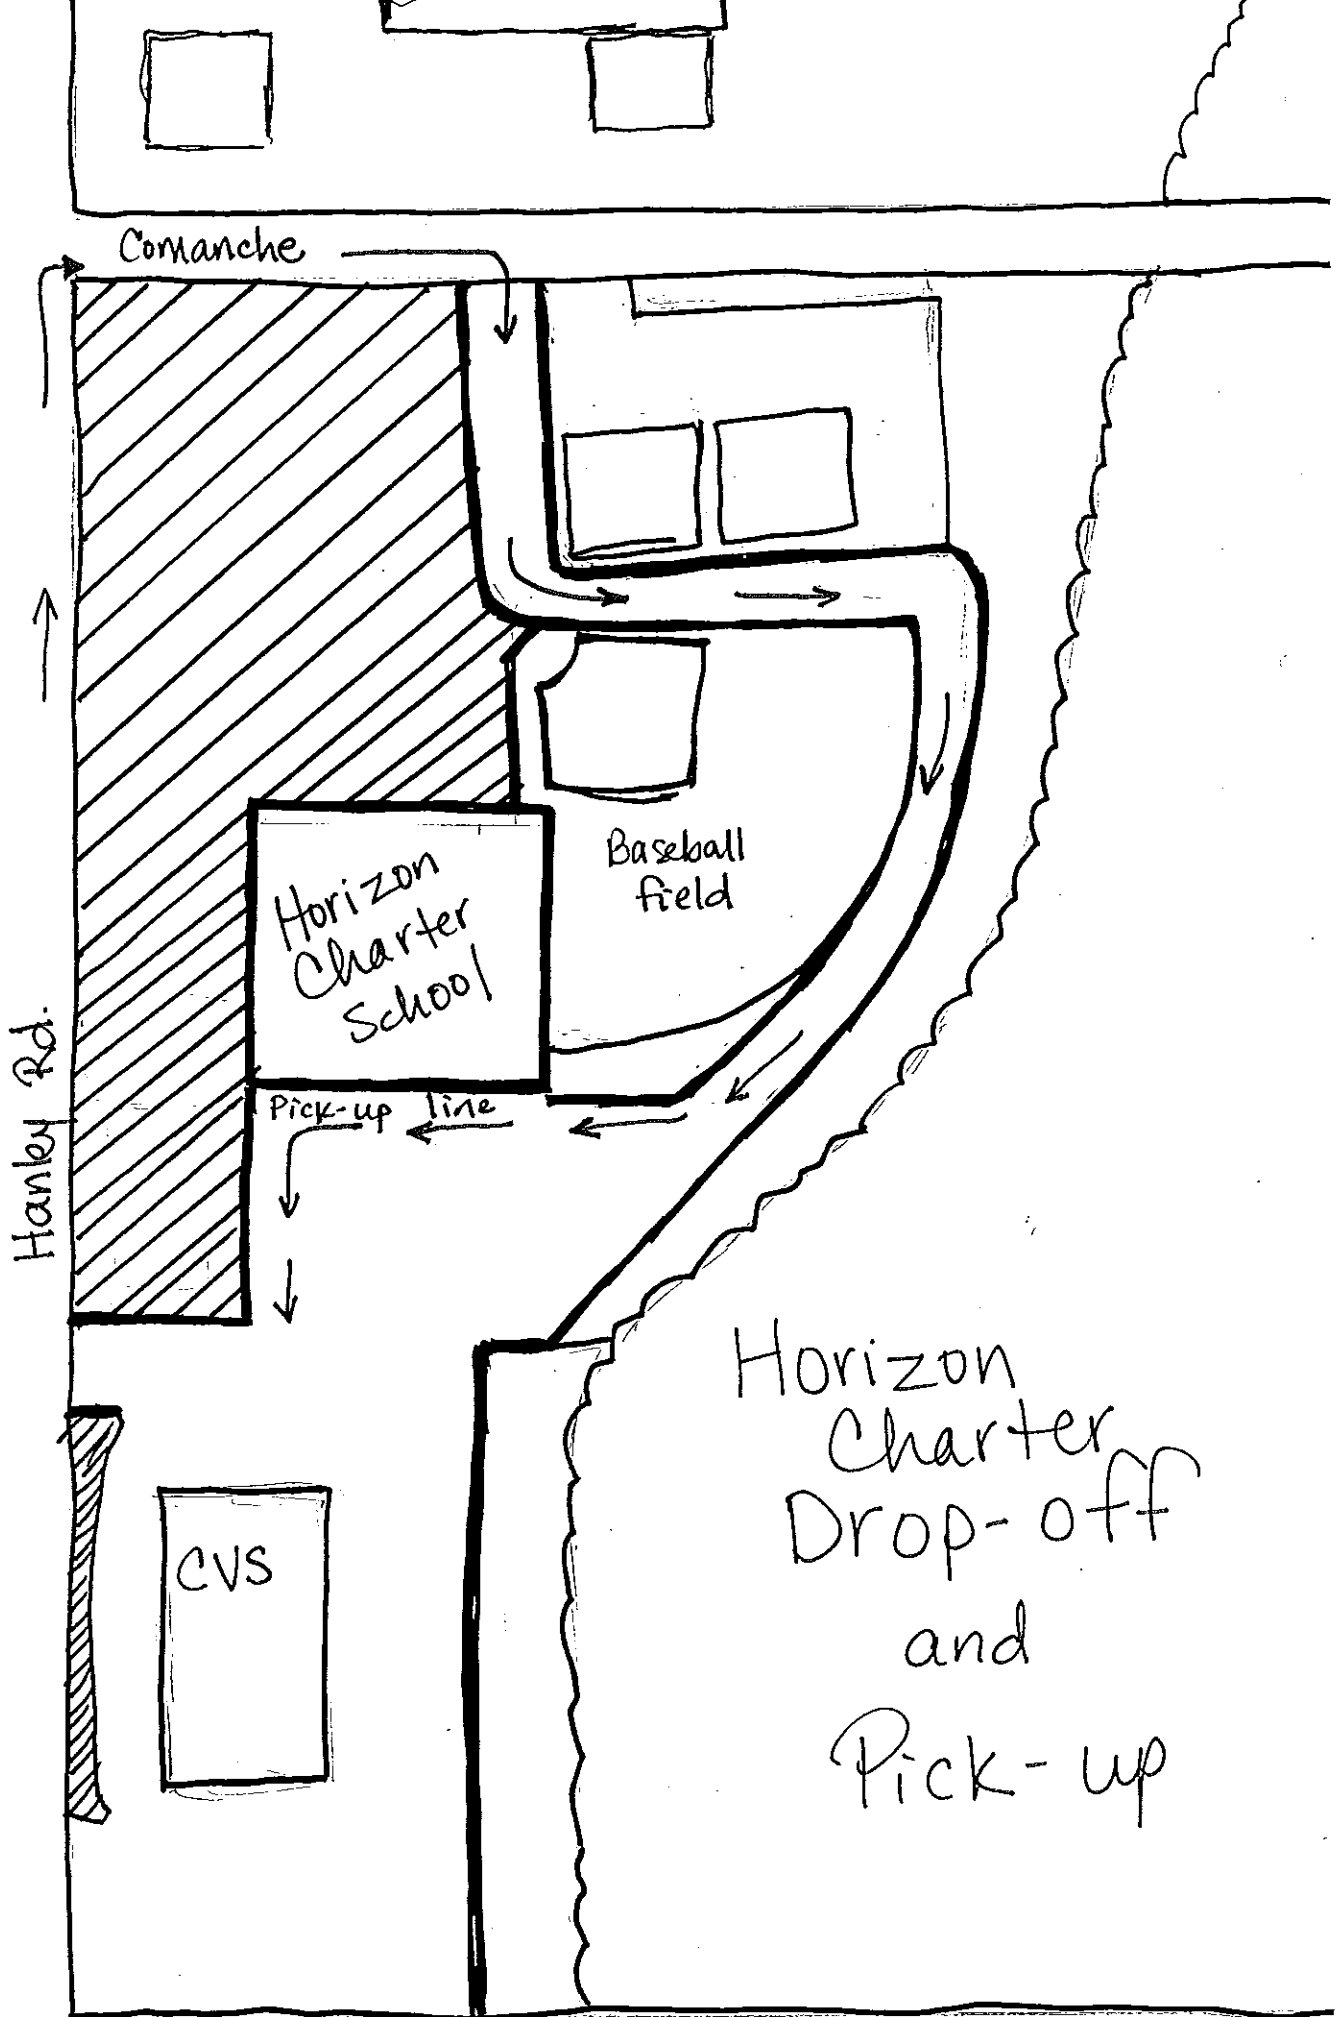 Comanche
Baseball
field
Horizon
Charter
School
Hanley Rd.
Pick-up line
Horizon
Charter
Drop-off
and
Pick-up
CVS